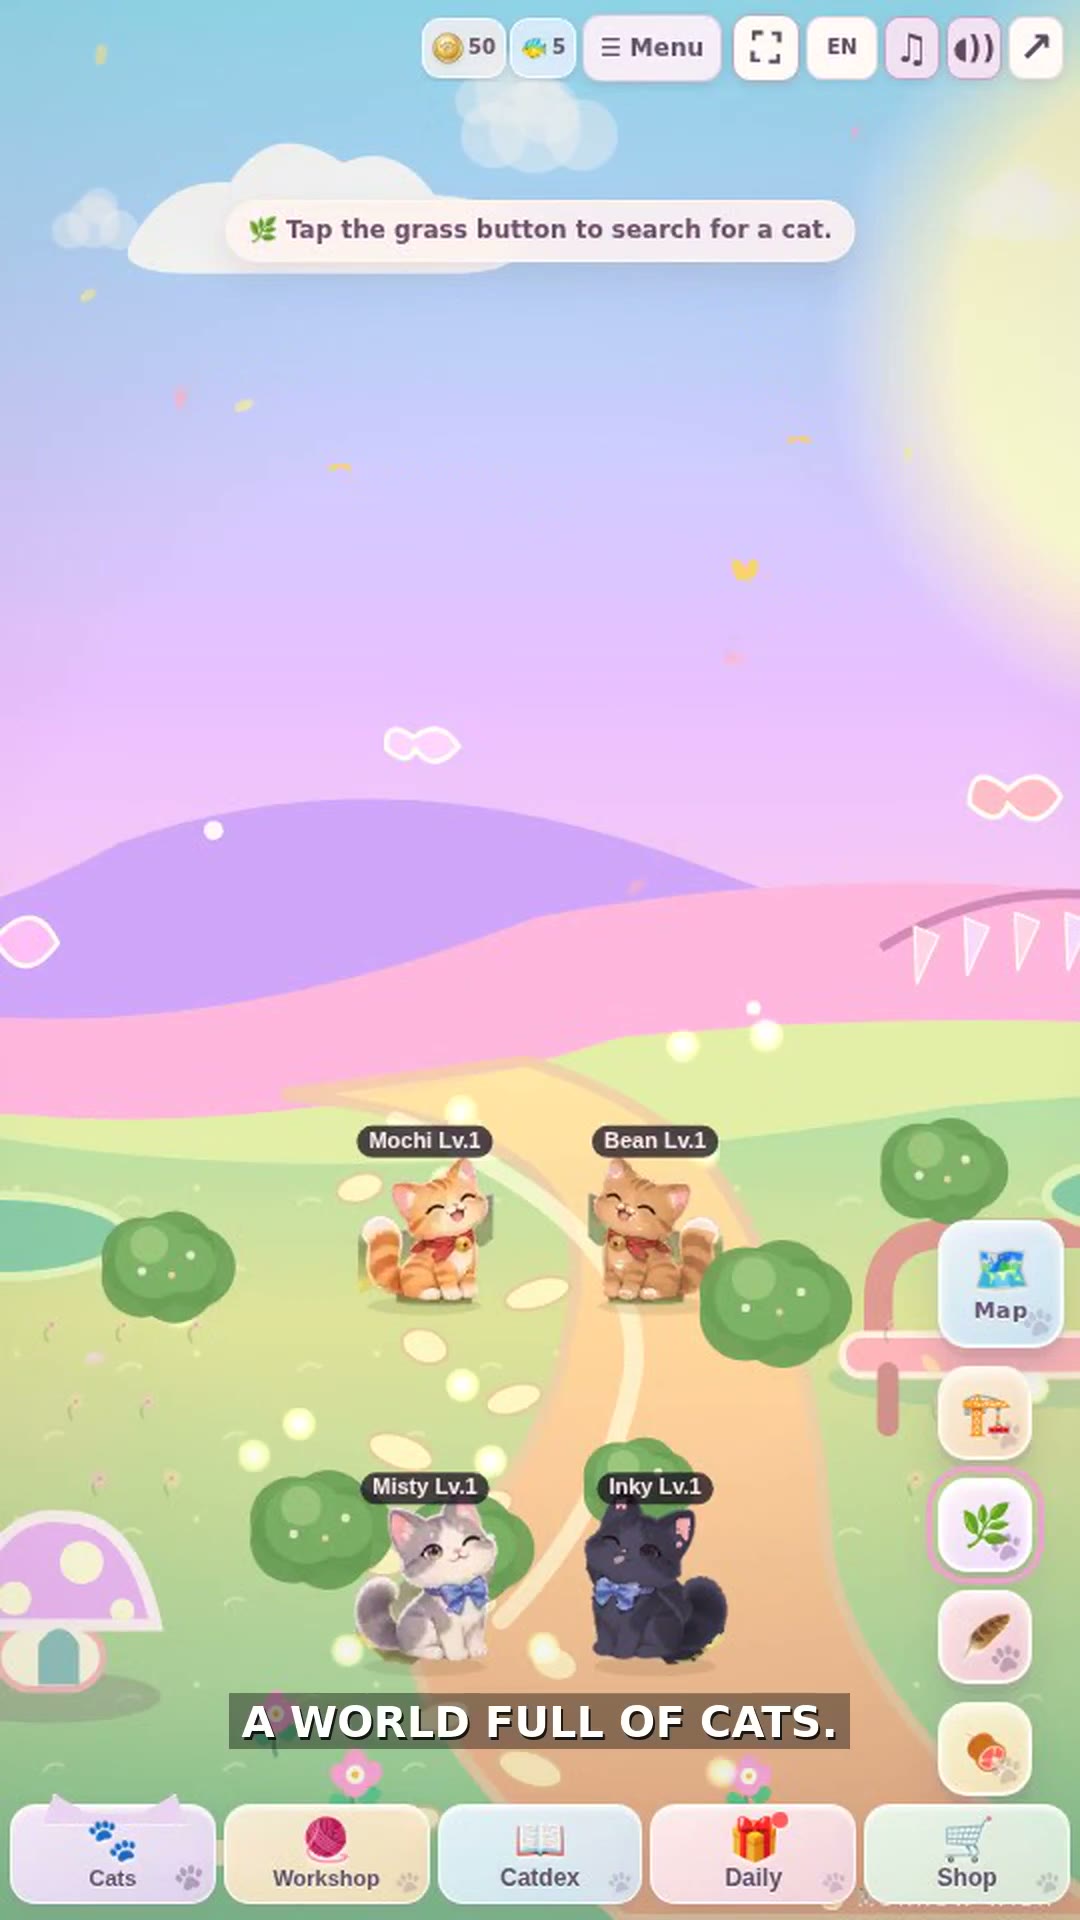 50
5
☰ Menu
EN
Tap the grass button to search for a cat.
Mochi Lv.1
Bean Lv.1
Map
Misty Lv.1
Inky Lv.1
A WORLD FULL OF CATS.
Cats
Workshop
Catdex
Daily
Shop